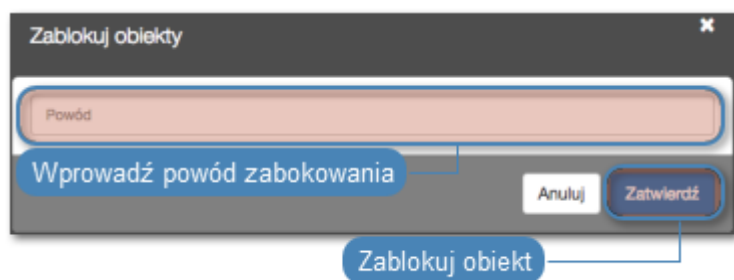 Zablokuj obiekty
Powód
Wprowadź powód zabokowania
Anuluj Zatwierdź
Zablokuj obiekt